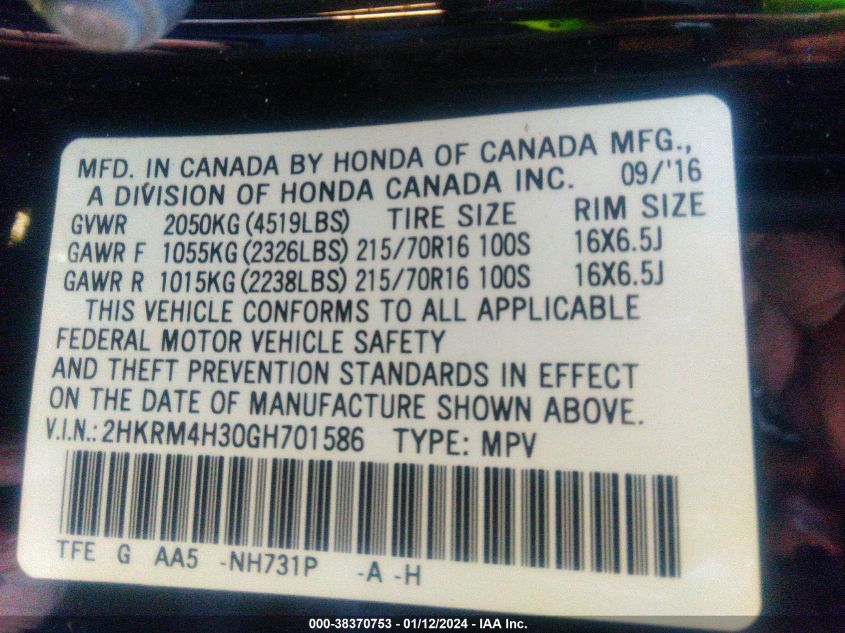 MFD. IN CANADA BY HONDA OF CANADA MFG.,
A DIVISION OF HONDA CANADA INC. 09/'16
GVWR 2050KG (4519LBS) TIRE SIZE RIM SIZE
GAWR F 1055KG (2326LBS) 215/70R16 100S 16X6.5J
GAWR R 1015KG (2238LBS) 215/70R16 100S 16X6.5J
THIS VEHICLE CONFORMS TO ALL APPLICABLE
FEDERAL MOTOR VEHICLE SAFETY
AND THEFT PREVENTION STANDARDS IN EFFECT
ON THE DATE OF MANUFACTURE SHOWN ABOVE.
V.I.N.: 2HKRM4H30GH701586 TYPE: MPV
TFE G AA5 -NH731P -A -H
000-38370753 - 01/12/2024 - IAA Inc.